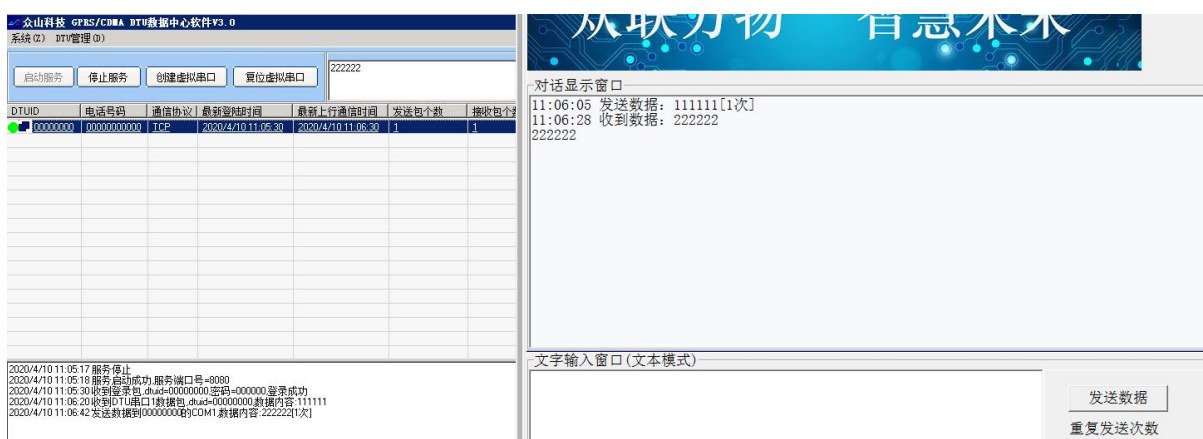 众山科技 GPRS/CDMA DTU数据中心软件V3.0
系统(Z) DTU管理(D)
启动服务 停止服务 创建虚拟串口 复位虚拟串口
222222
DTUID 电话号码 通信协议 最新登陆时间 最新上行通信时间 发送包个数 接收包个
00000000 00000000000 TCP 2020/4/10 11:05:30 2020/4/10 11:06:30 1 1
2020/4/10 11:05:17 服务停止
2020/4/10 11:05:18 服务启动成功,服务端口号=8080
2020/4/10 11:05:30收到登录包,dtuid=00000000,密码=000000,登录成功
2020/4/10 11:06:20收到DTU串口1数据包,dtuid=00000000,数据内容:111111
2020/4/10 11:06:42发送数据到00000000的COM1,数据内容:222222[1次]
众联万物 智慧未来
对话显示窗口
11:06:05 发送数据：111111[1次]
11:06:28 收到数据：222222
222222
文字输入窗口(文本模式)
发送数据
重复发送次数